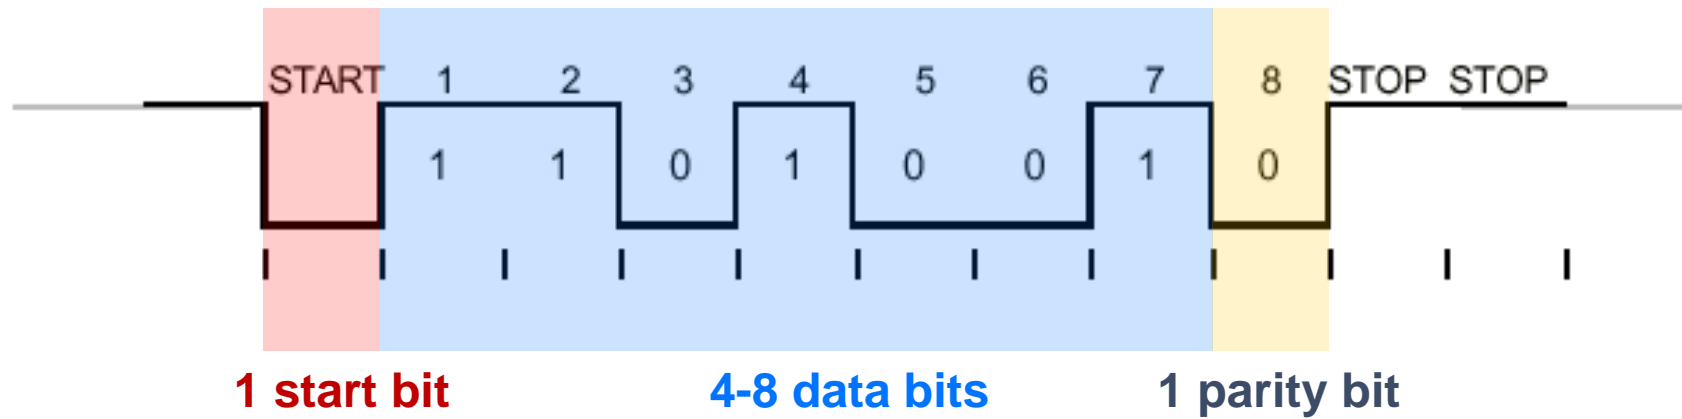 START 1 2 3 4 5 6 7 8 STOP STOP
1 1 0 1 0 0 1 0
1 start bit 4-8 data bits 1 parity bit